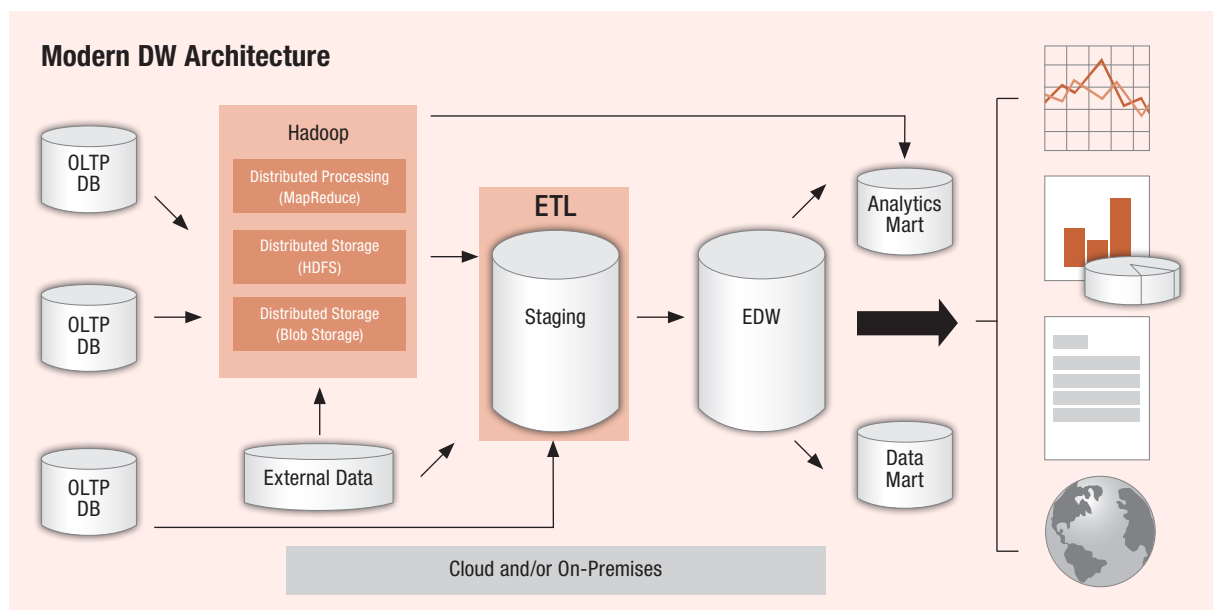 Modern DW Architecture
OLTP
DB
OLTP
DB
OLTP
DB
Hadoop
Distributed Processing
(MapReduce)
Distributed Storage
(HDFS)
Distributed Storage
(Blob Storage)
External Data
ETL
Staging
EDW
Analytics
Mart
Data
Mart
Cloud and/or On-Premises